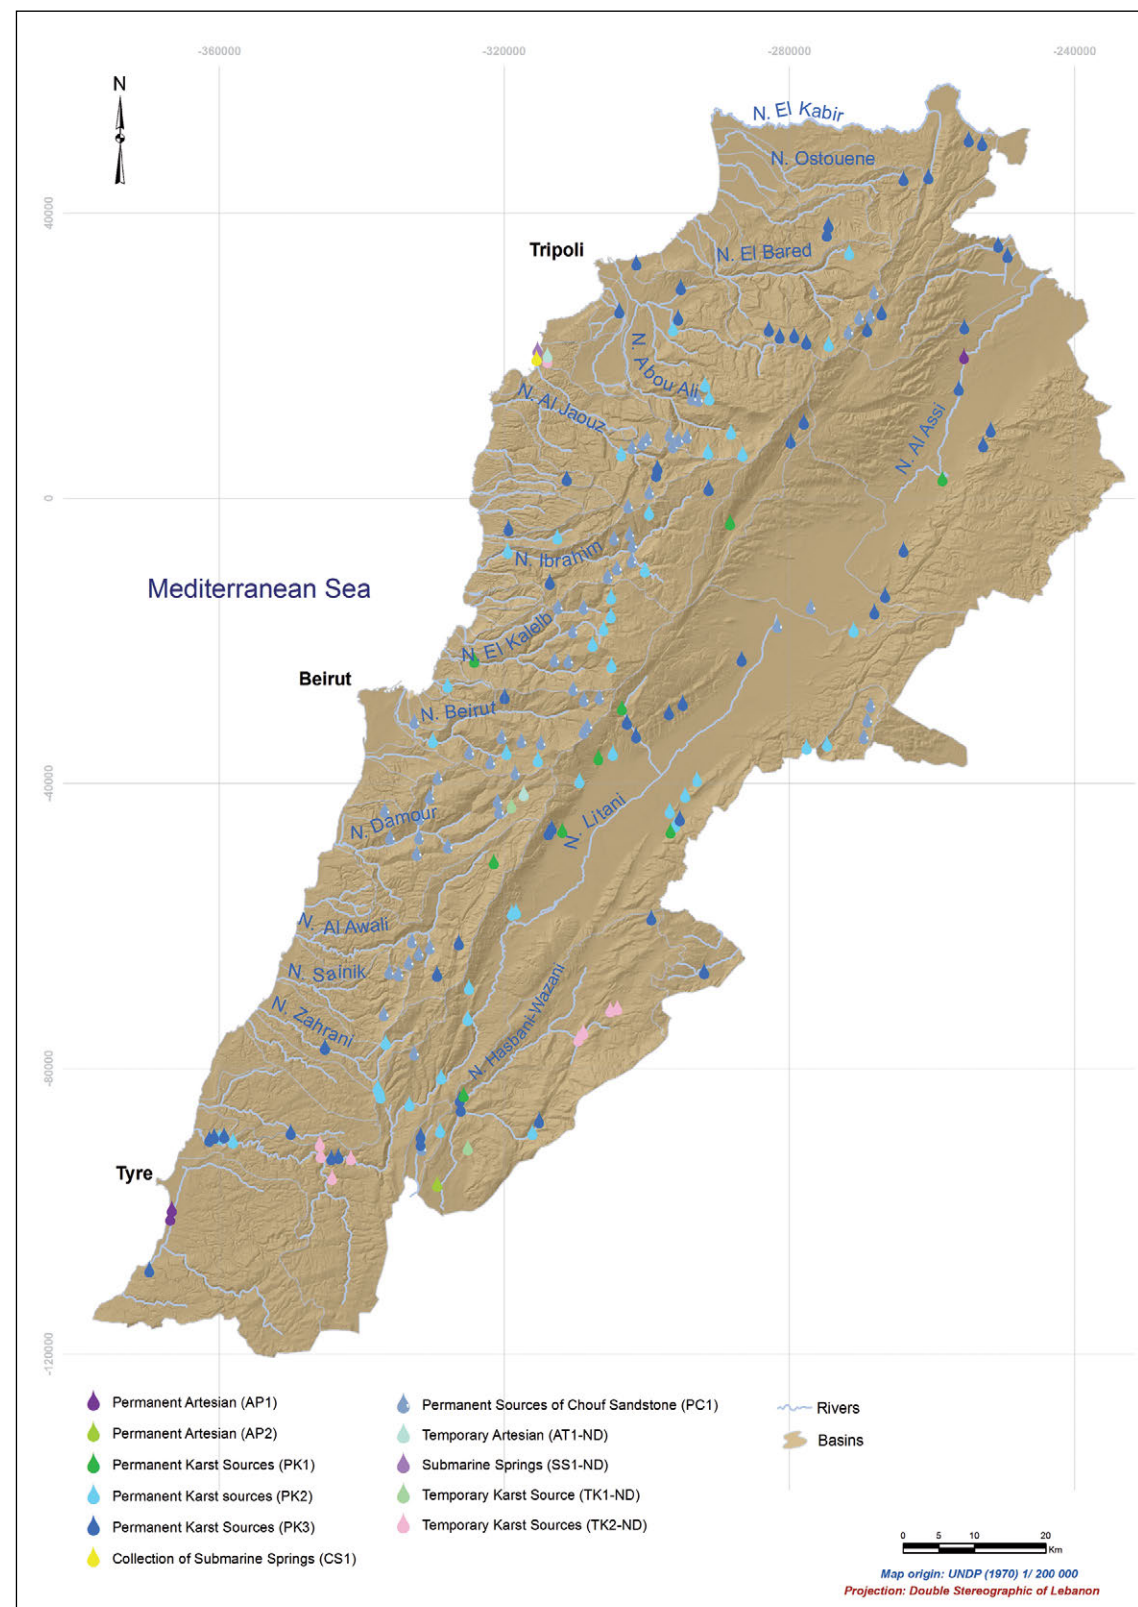 -360000
-320000
-280000
-240000
N
N. El Kabir
N. Ostouene
40000
Tripoli
N. El Bared
N. Abou Ali
N. Al Jaouz
N. Al Assi
0
N. Ibrahim
Mediterranean Sea
N. El Kalelb
Beirut
N. Beirut
-40000
N. Damour
N. Litani
N. Al Awali
N. Sainik
N. Hasbani-Wazani
N. Zahrani
-80000
Tyre
-120000
Permanent Artesian (AP1)
Permanent Artesian (AP2)
Permanent Karst Sources (PK1)
Permanent Karst sources (PK2)
Permanent Karst Sources (PK3)
Collection of Submarine Springs (CS1)
Permanent Sources of Chouf Sandstone (PC1)
Temporary Artesian (AT1-ND)
Submarine Springs (SS1-ND)
Temporary Karst Source (TK1-ND)
Temporary Karst Sources (TK2-ND)
Rivers
Basins
0 5 10 20
Km
Map origin: UNDP (1970) 1/ 200 000
Projection: Double Stereographic of Lebanon